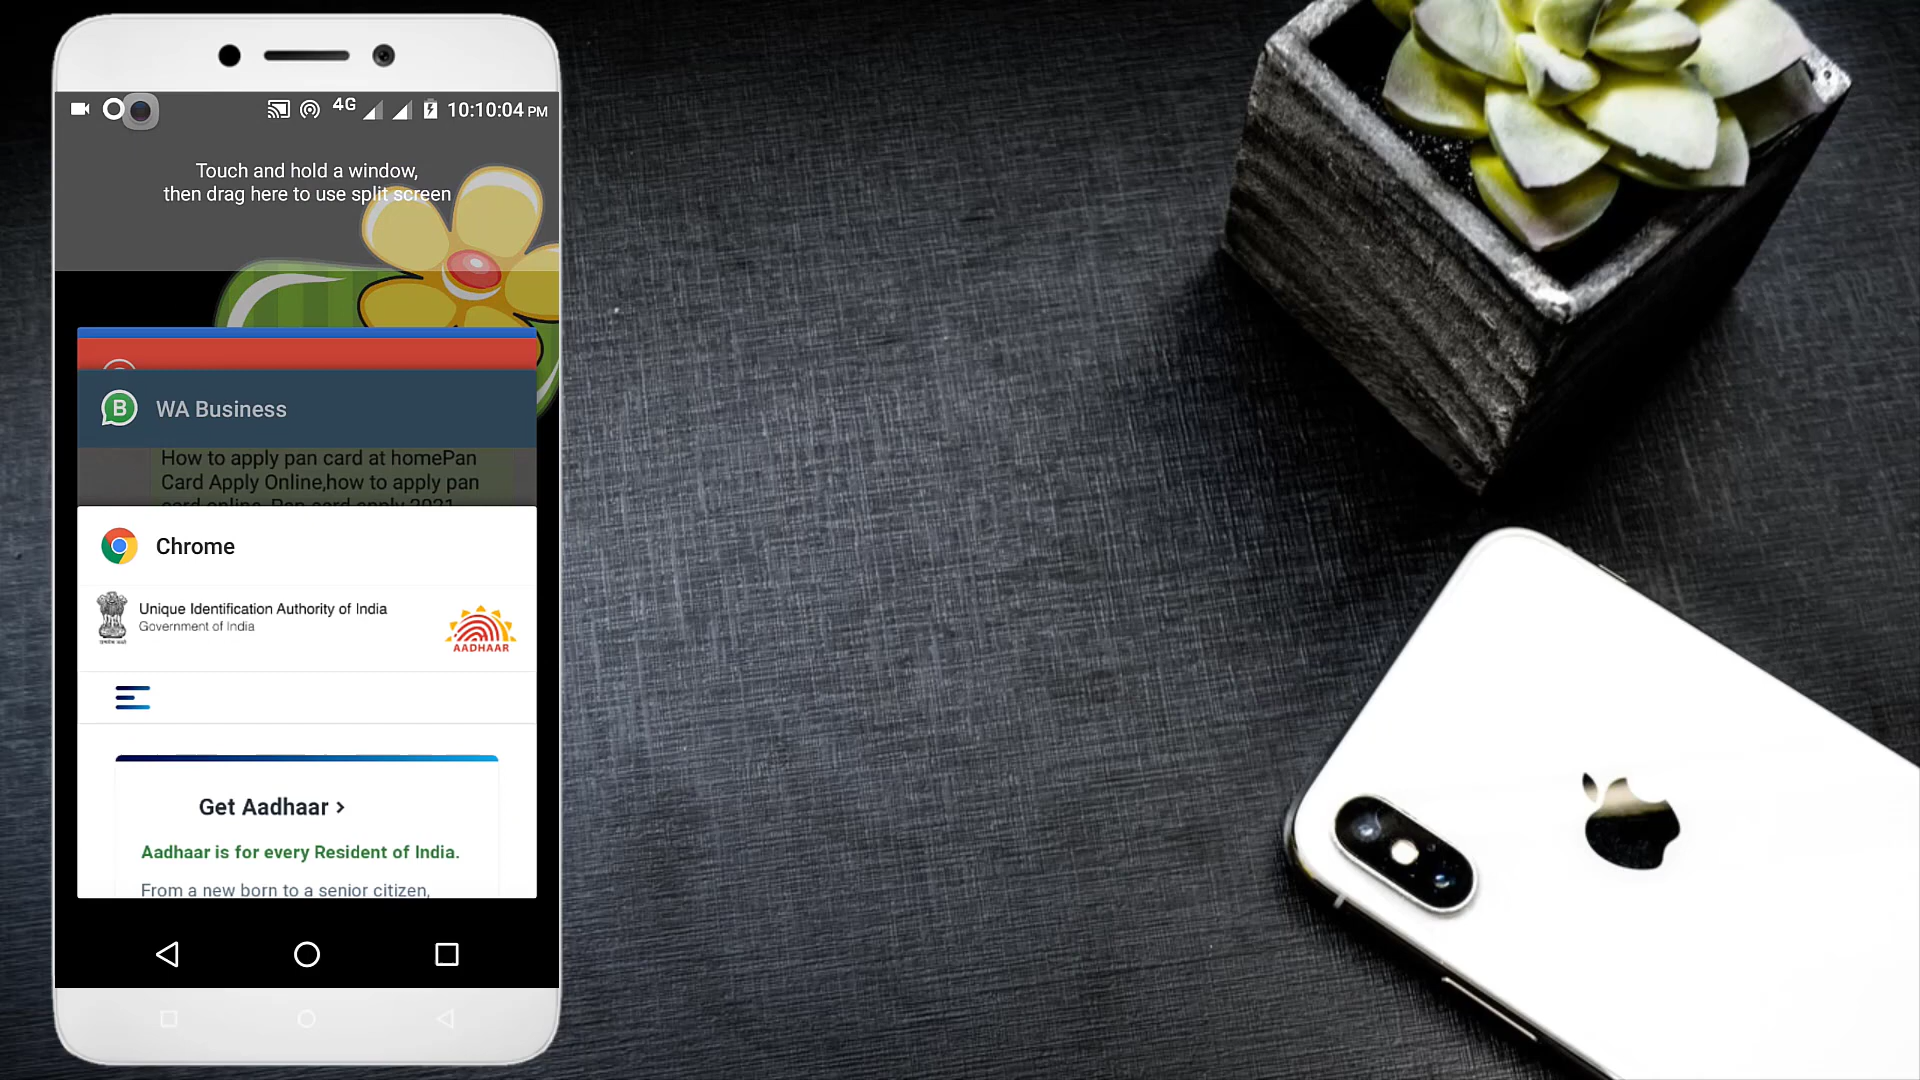 4G 10:10:04 PM
Touch and hold a window,
then drag here to use split screen
B WA Business
How to apply pan card at homePan
Card Apply Online,how to apply pan
card online, Pan card apply 2021
Chrome
Unique Identification Authority of India
Government of India
AADHAAR
Get Aadhaar >
Aadhaar is for every Resident of India.
From a new born to a senior citizen,